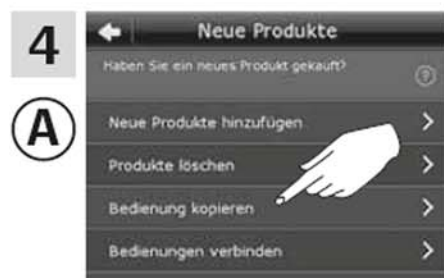 4
A
Neue Produkte
Haben Sie ein neues Produkt gekauft?
?
Neue Produkte hinzufügen
Produkte löschen
Bedienung kopieren
Bedienungen verbinden